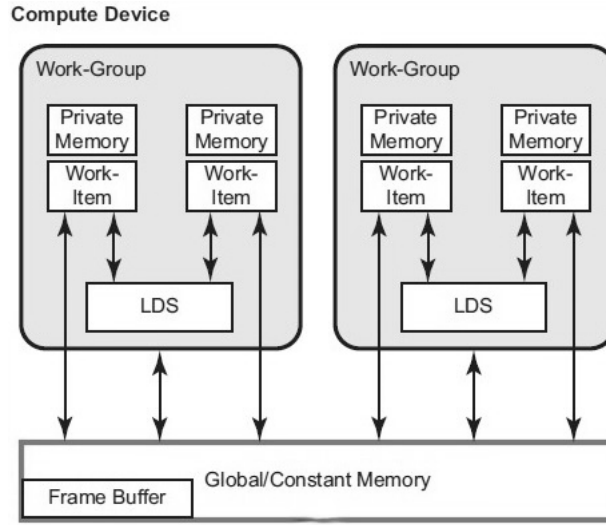 Compute Device
Work-Group
Private
Memory
Work-
Item
Private
Memory
Work-
Item
LDS
Work-Group
Private
Memory
Work-
Item
Private
Memory
Work-
Item
LDS
Global/Constant Memory
Frame Buffer